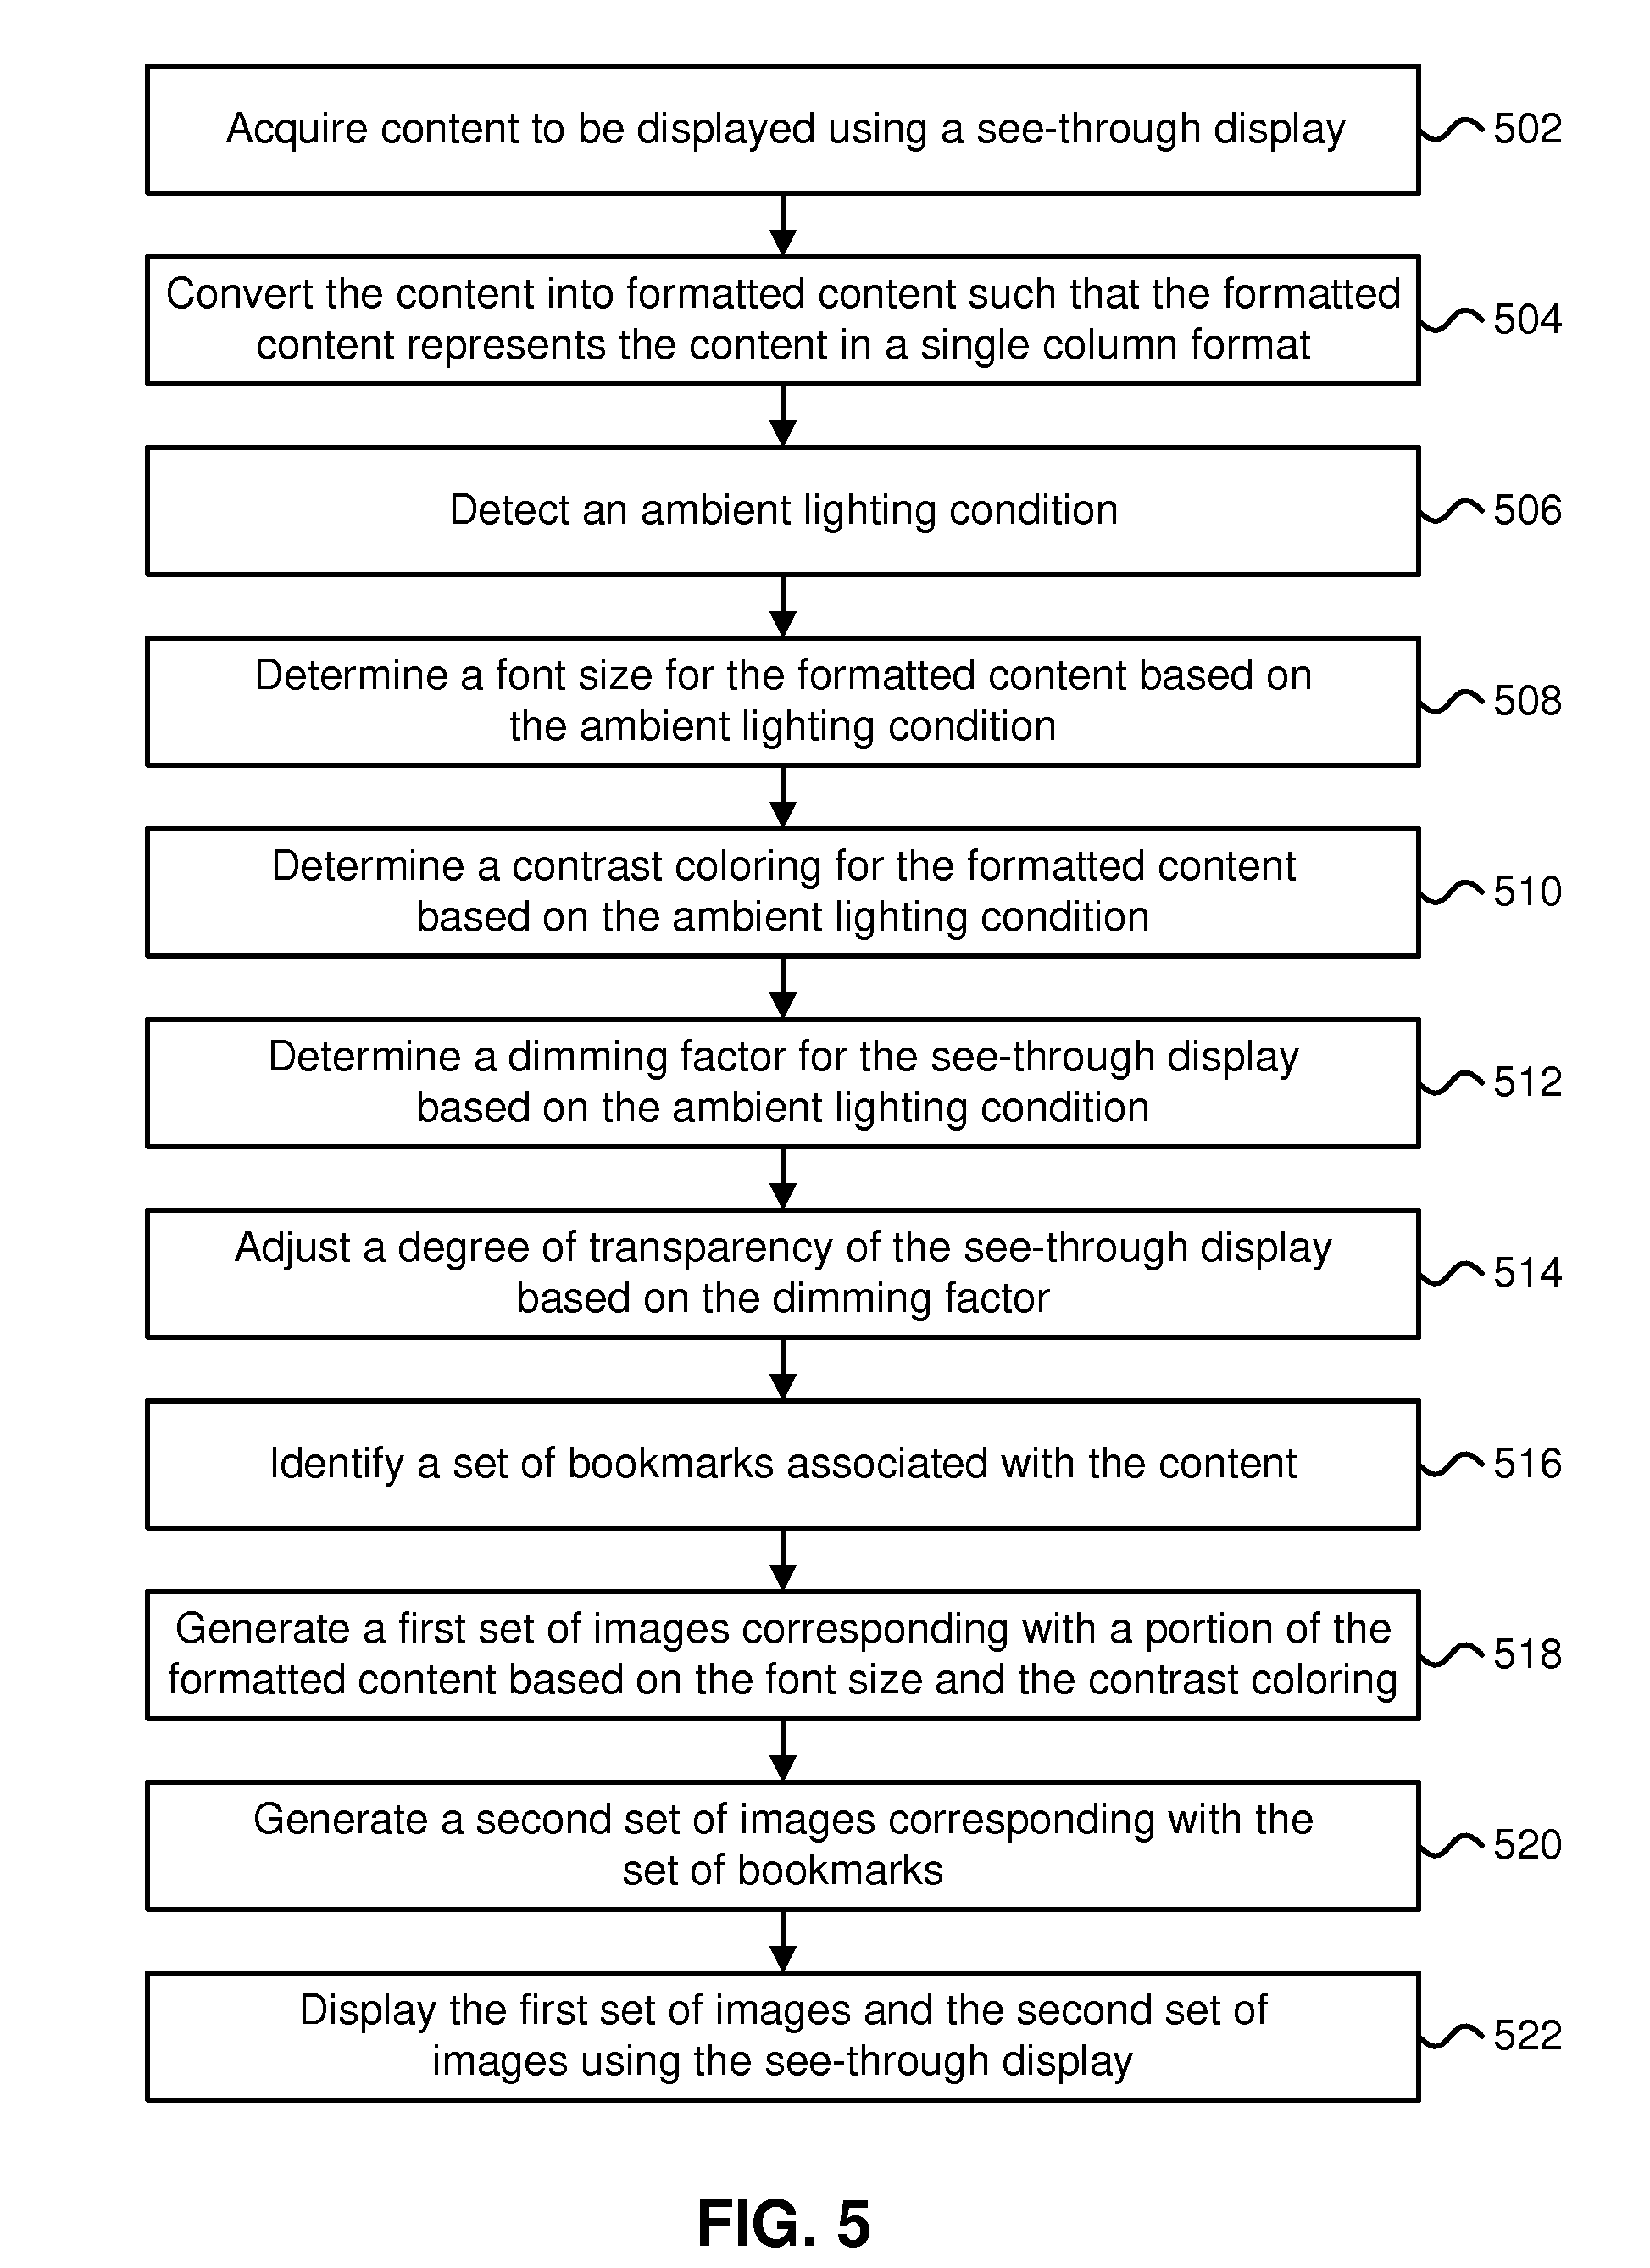 Acquire content to be displayed using a see-through display
502
Convert the content into formatted content such that the formatted
content represents the content in a single column format
504
Detect an ambient lighting condition
506
Determine a font size for the formatted content based on
the ambient lighting condition
508
Determine a contrast coloring for the formatted content
based on the ambient lighting condition
510
Determine a dimming factor for the see-through display
based on the ambient lighting condition
512
Adjust a degree of transparency of the see-through display
based on the dimming factor
514
Identify a set of bookmarks associated with the content
516
Generate a first set of images corresponding with a portion of the
formatted content based on the font size and the contrast coloring
518
Generate a second set of images corresponding with the
set of bookmarks
520
Display the first set of images and the second set of
images using the see-through display
522
FIG. 5